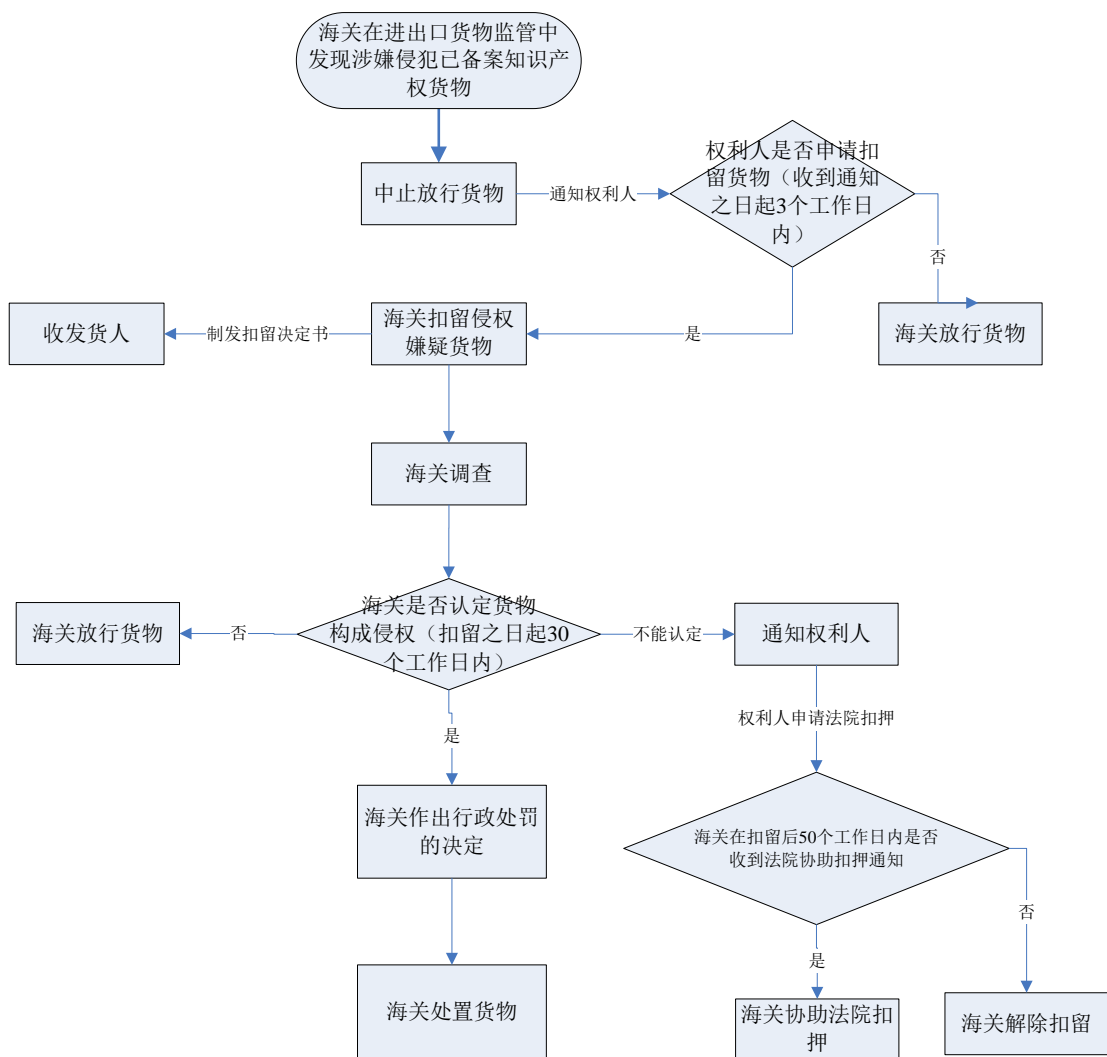 海关在进出口货物监管中
发现涉嫌侵犯已备案知识产
权货物
中止放行货物
通知权利人
权利人是否申请扣
留货物（收到通知
之日起3个工作日
内）
否
海关放行货物
是
海关扣留侵权
嫌疑货物
制发扣留决定书
收发货人
海关调查
海关是否认定货物
构成侵权（扣留之日起30
个工作日内）
否
海关放行货物
不能认定
通知权利人
是
权利人申请法院扣押
海关作出行政处罚
的决定
海关在扣留后50个工作日内是否
收到法院协助扣押通知
否
是
海关处置货物
海关协助法院扣
押
海关解除扣留